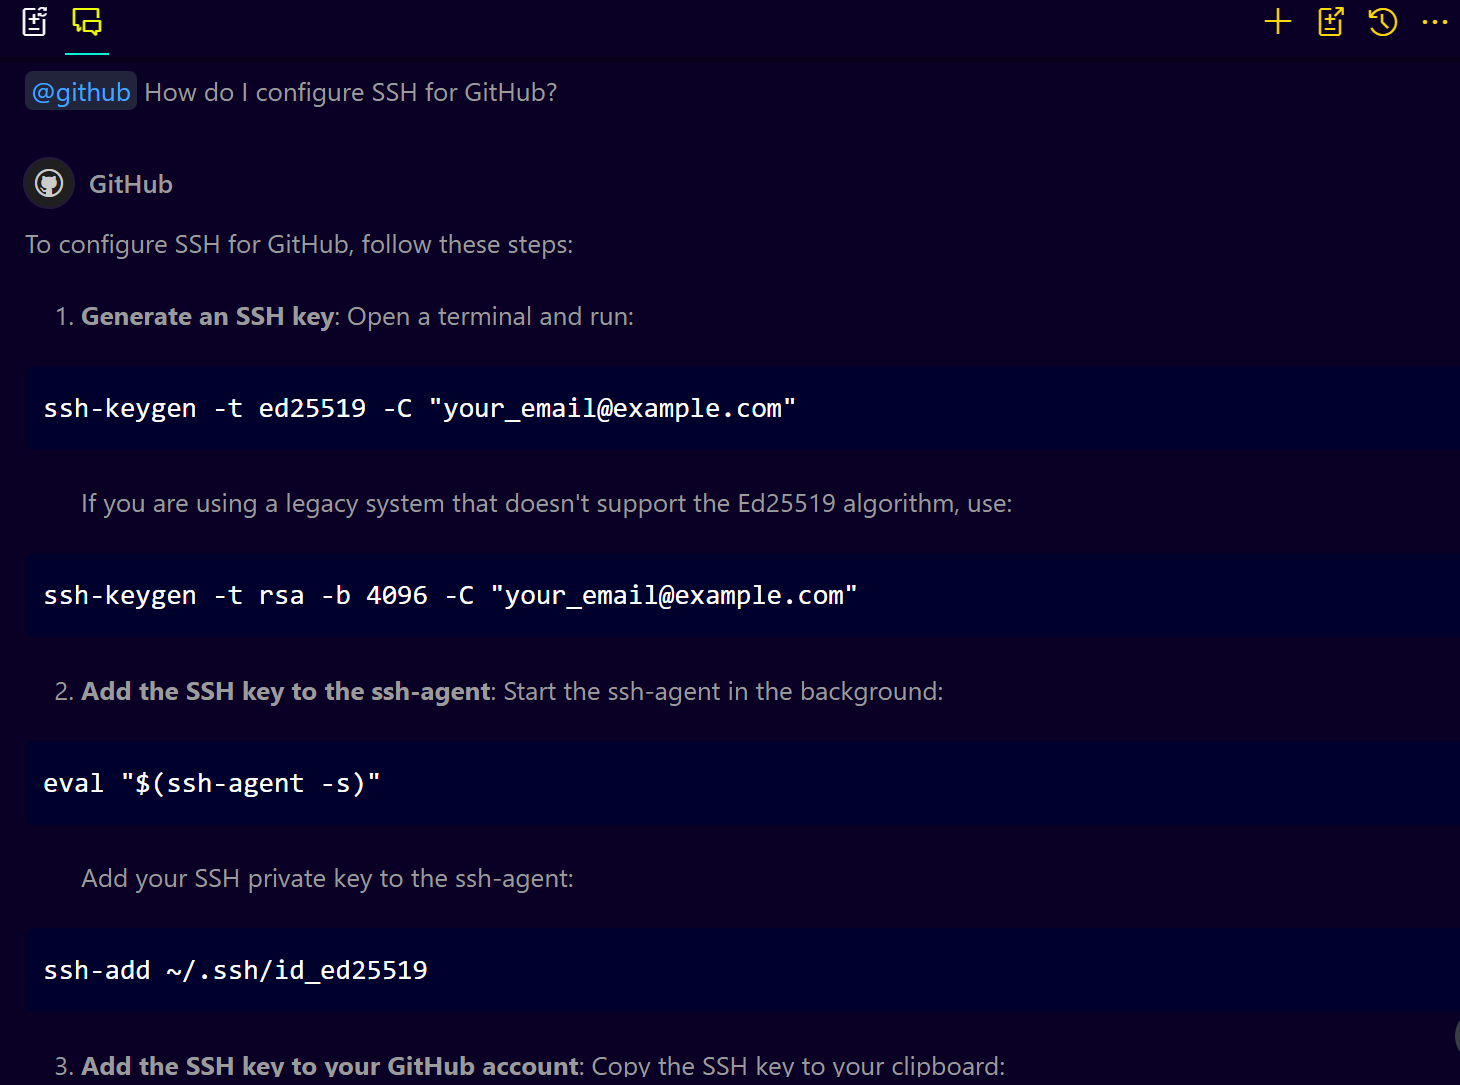 @github How do I configure SSH for GitHub?
GitHub
To configure SSH for GitHub, follow these steps:
1. Generate an SSH key: Open a terminal and run:
ssh-keygen -t ed25519 -C "your_email@example.com"
If you are using a legacy system that doesn't support the Ed25519 algorithm, use:
ssh-keygen -t rsa -b 4096 -C "your_email@example.com"
2. Add the SSH key to the ssh-agent: Start the ssh-agent in the background:
eval "$(ssh-agent -s)"
Add your SSH private key to the ssh-agent:
ssh-add ~/.ssh/id_ed25519
3. Add the SSH key to your GitHub account: Copy the SSH key to your clipboard: